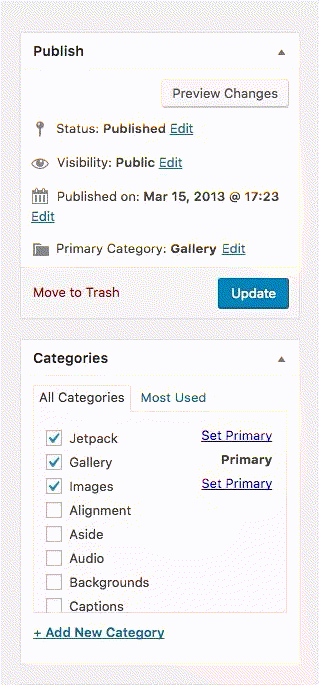 Publish
Preview Changes
Status: Published Edit
Visibility: Public Edit
Published on: Mar 15, 2013 @ 17:23
Edit
Primary Category: Gallery Edit
Move to Trash Update
Categories
All Categories Most Used
Jetpack Set Primary
Gallery Primary
Images Set Primary
Alignment
Aside
Audio
Backgrounds
Captions
+ Add New Category